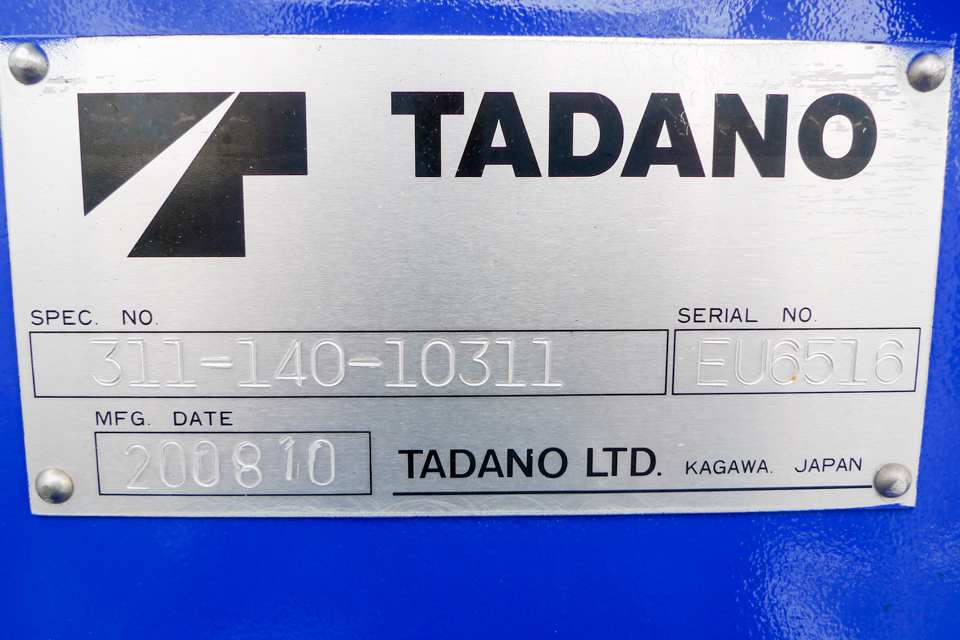 TADANO
SPEC. NO.
311-140-10311
SERIAL NO.
EU6516
MFG. DATE
200810
TADANO LTD. KAGAWA. JAPAN